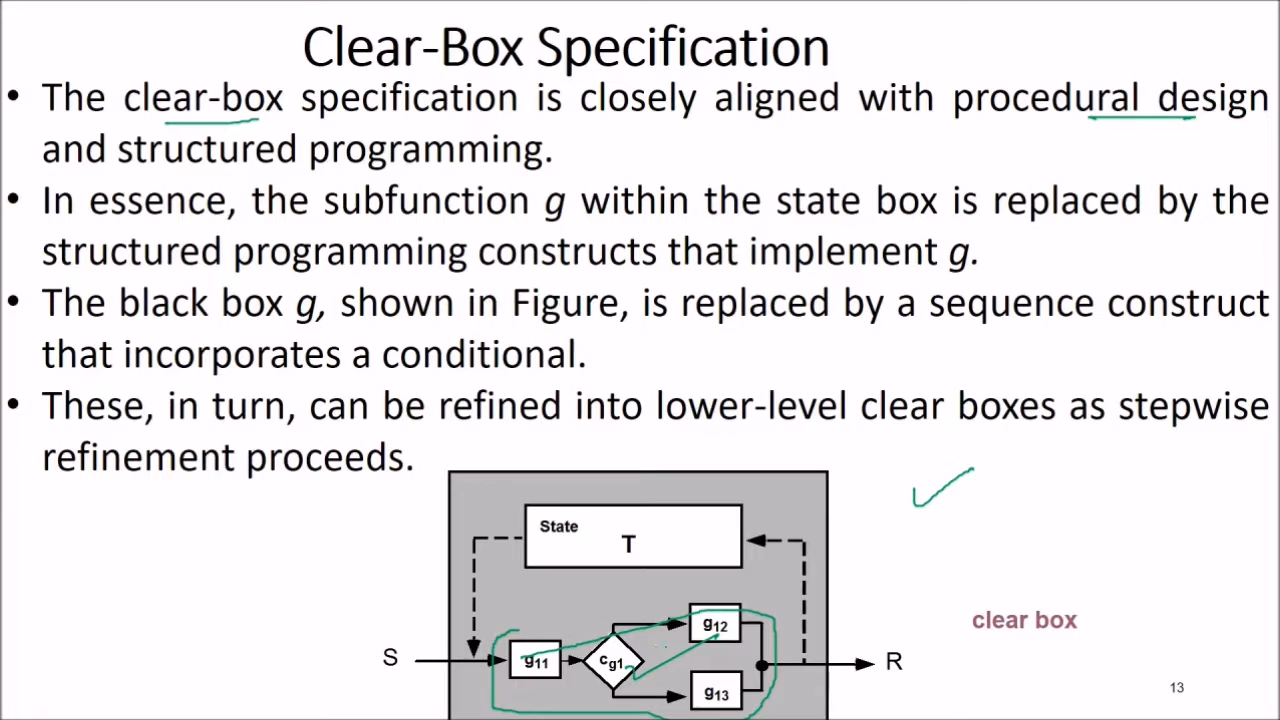 Clear-Box Specification
• The clear-box specification is closely aligned with procedural design
and structured programming.
• In essence, the subfunction g within the state box is replaced by the
structured programming constructs that implement g.
• The black box g, shown in Figure, is replaced by a sequence construct
that incorporates a conditional.
• These, in turn, can be refined into lower-level clear boxes as stepwise
refinement proceeds.
State
T
g12
clear box
S
g11
cg1
R
g13
13